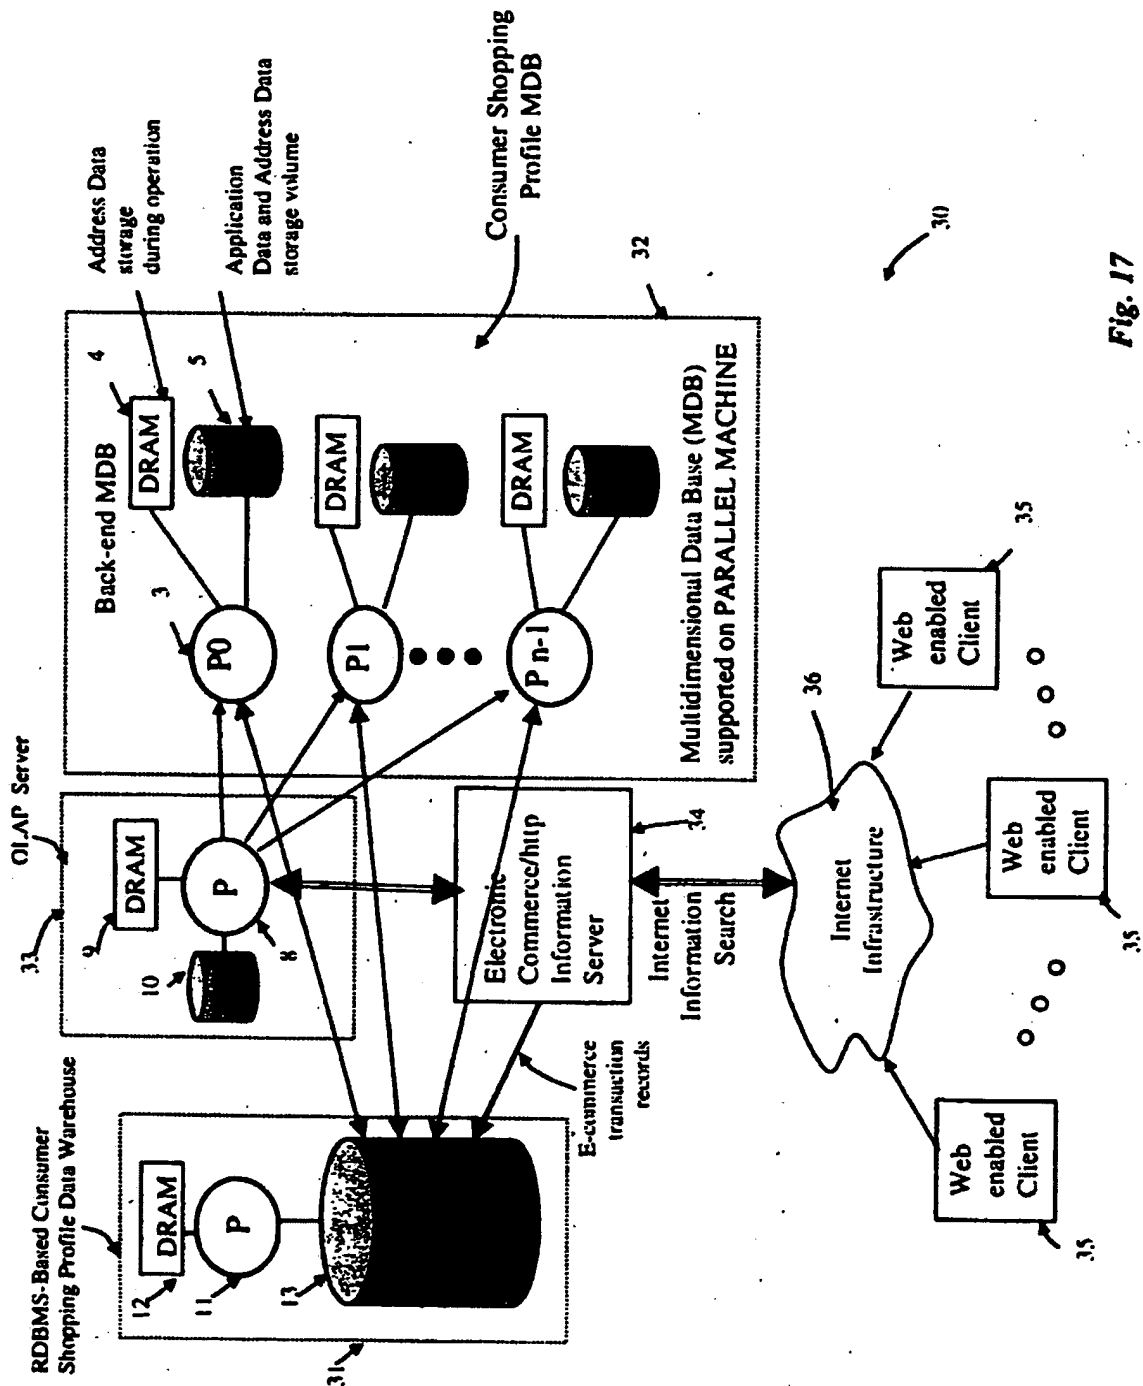 RDBMS-Based Consumer
Shopping Profile Data Warehouse
12
DRAM
11
P
13
31
OLAP Server
33
9
DRAM
10
P
8
Back-end MDB
3
P0
4
DRAM
5
P1
DRAM
P n-1
DRAM
Multidimensional Data Base (MDB)
supported on PARALLEL MACHINE
Address Data
storage
during operation
Application
Data and Address Data
storage volume
Consumer Shopping
Profile MDB
32
Electronic
Commerce/http
Information
Server
34
E-commerce
transaction
records
Internet
Information
Search
Internet
Infrastructure
36
Web
enabled
Client
35
Web
enabled
Client
35
Web
enabled
Client
35
30
Fig. 17